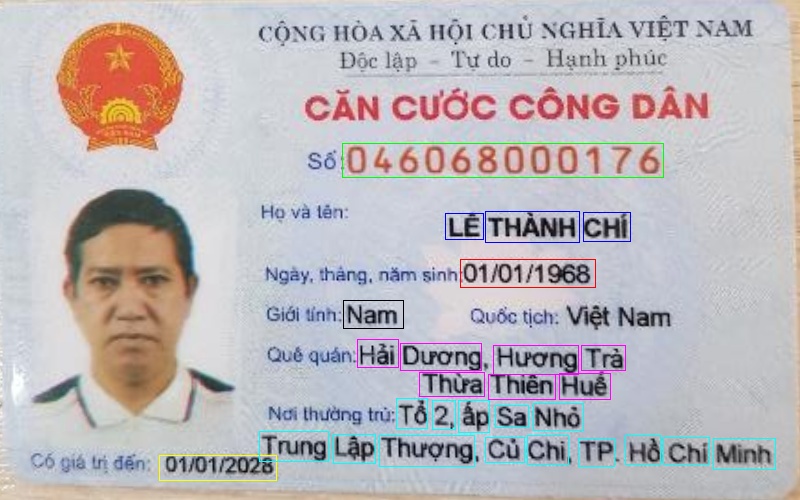 CỘNG HÒA XÃ HỘI CHỦ NGHĨA VIỆT NAM
Độc lập - Tự do - Hạnh phúc
CĂN CƯỚC CÔNG DÂN
Số: 046068000176
Họ và tên:
LÊ THÀNH CHÍ
Ngày, tháng, năm sinh: 01/01/1968
Giới tính: Nam Quốc tịch: Việt Nam
Quê quán: Hải Dương, Hương Trà
Thừa Thiên Huế
Nơi thường trú: Tổ 2, ấp Sa Nhỏ
Trung Lập Thượng, Củ Chi, TP. Hồ Chí Minh
Có giá trị đến: 01/01/2028